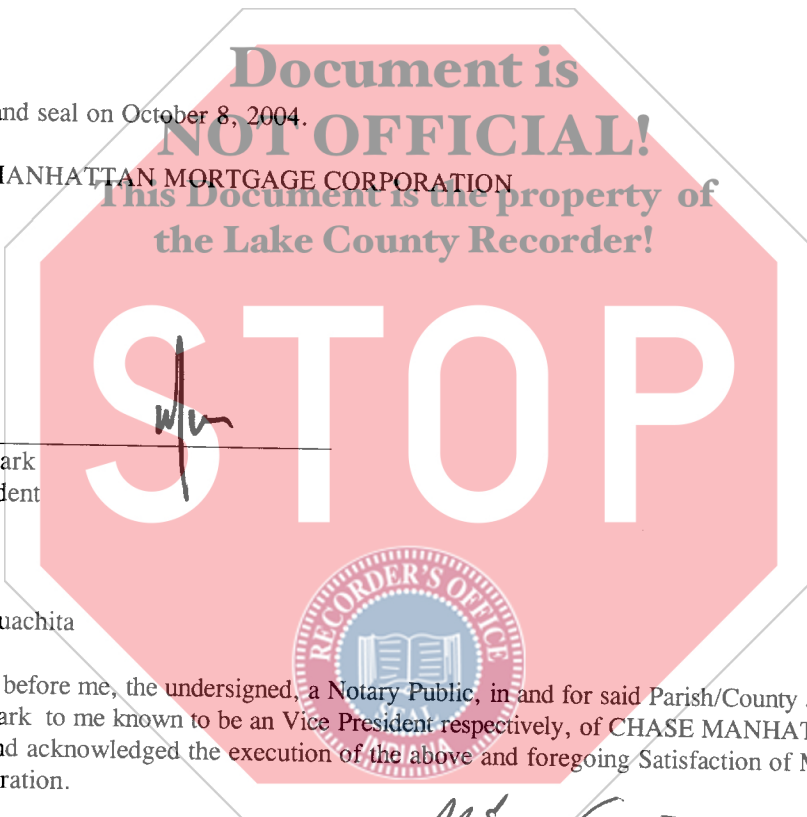 Document is
and seal on October 8, 2004.
NOT OFFICIAL!
MANHATTAN MORTGAGE CORPORATION
This Document is the property of
the Lake County Recorder!
STOP
ark
dent
RECORDER'S OFFICE
uachita
before me, the undersigned, a Notary Public, in and for said Parish/County
ark to me known to be an Vice President respectively, of CHASE MANHAT
SEAL
nd acknowledged the execution of the above and foregoing Satisfaction of M
INDIANA
ration.